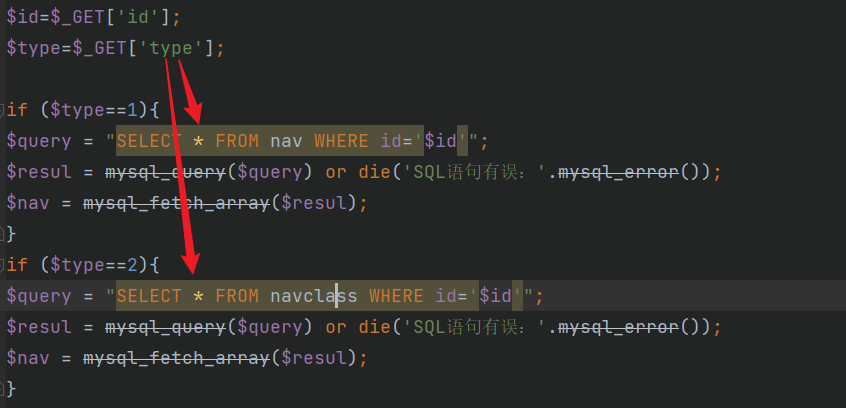 $id=$_GET['id'];
$type=$_GET['type'];
if ($type==1){
$query = "SELECT * FROM nav WHERE id='$id'";
$resul = mysql_query($query) or die('SQL语句有误：'.mysql_error());
$nav = mysql_fetch_array($resul);
}
if ($type==2){
$query = "SELECT * FROM navclass WHERE id='$id'";
$resul = mysql_query($query) or die('SQL语句有误：'.mysql_error());
$nav = mysql_fetch_array($resul);
}